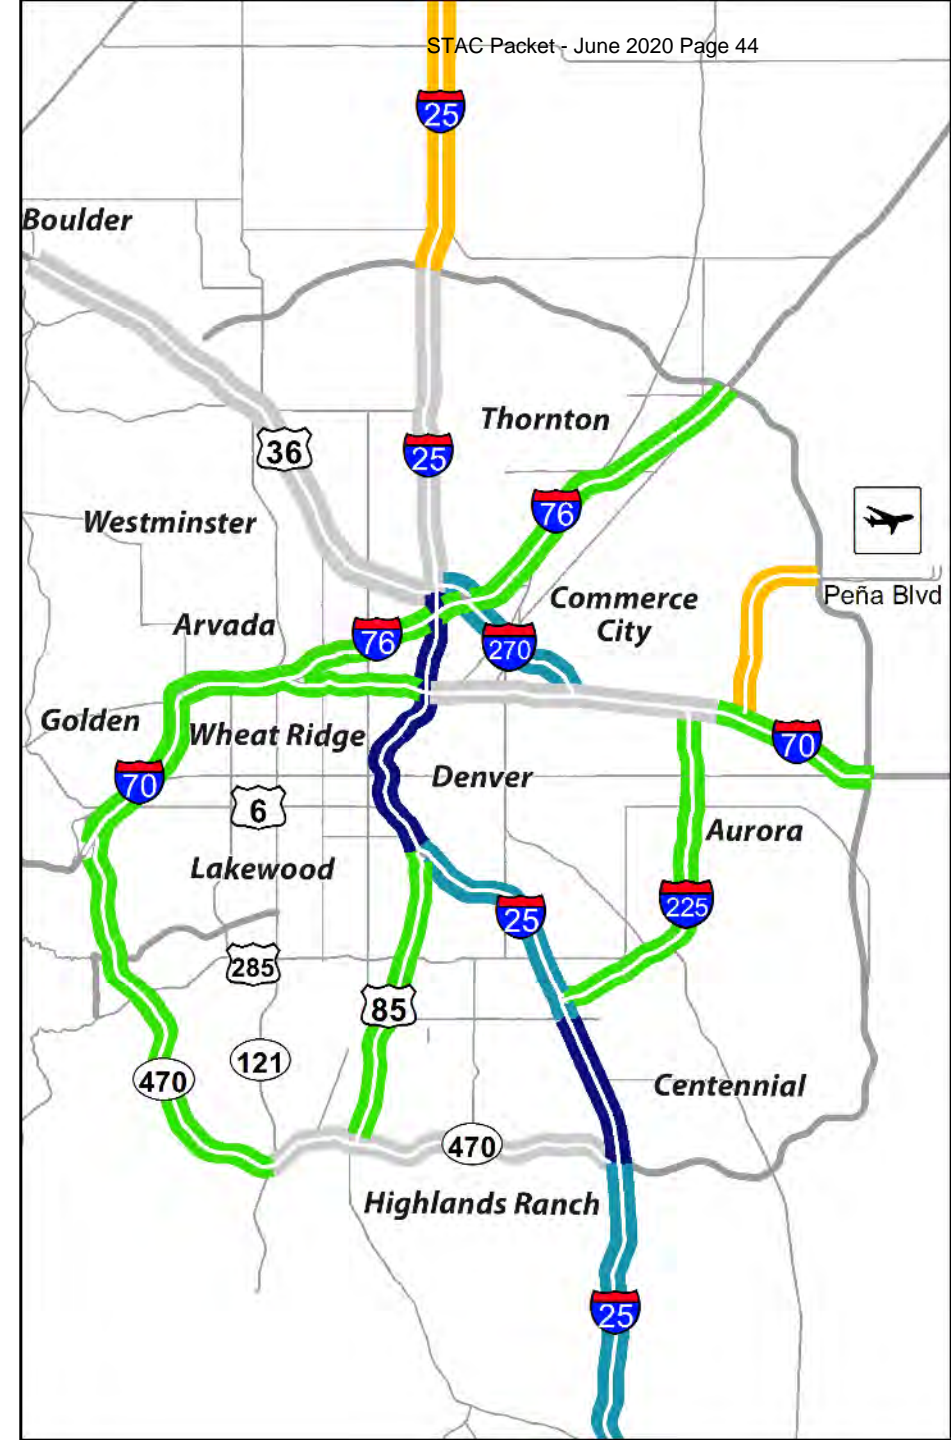 STAC Packet - June 2020 Page 44
25
Boulder
Thornton
36
25
76
Westminster
Peña Blvd
Commerce
City
Arvada
76
270
Golden
Wheat Ridge
70
70
Denver
6
Aurora
Lakewood
225
25
285
85
121
470
Centennial
470
Highlands Ranch
25